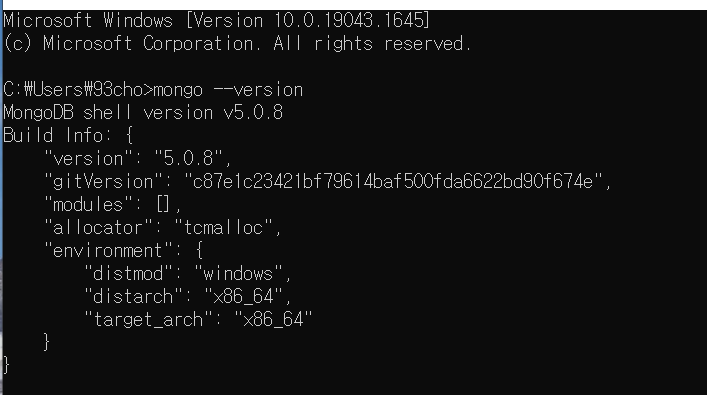 Microsoft Windows [Version 10.0.19043.1645]
(c) Microsoft Corporation. All rights reserved.
C:₩Users₩93cho>mongo --version
MongoDB shell version v5.0.8
Build Info: {
    "version": "5.0.8",
    "gitVersion": "c87e1c23421bf79614baf500fda6622bd90f674e",
    "modules": [],
    "allocator": "tcmalloc",
    "environment": {
        "distmod": "windows",
        "distarch": "x86_64",
        "target_arch": "x86_64"
    }
}